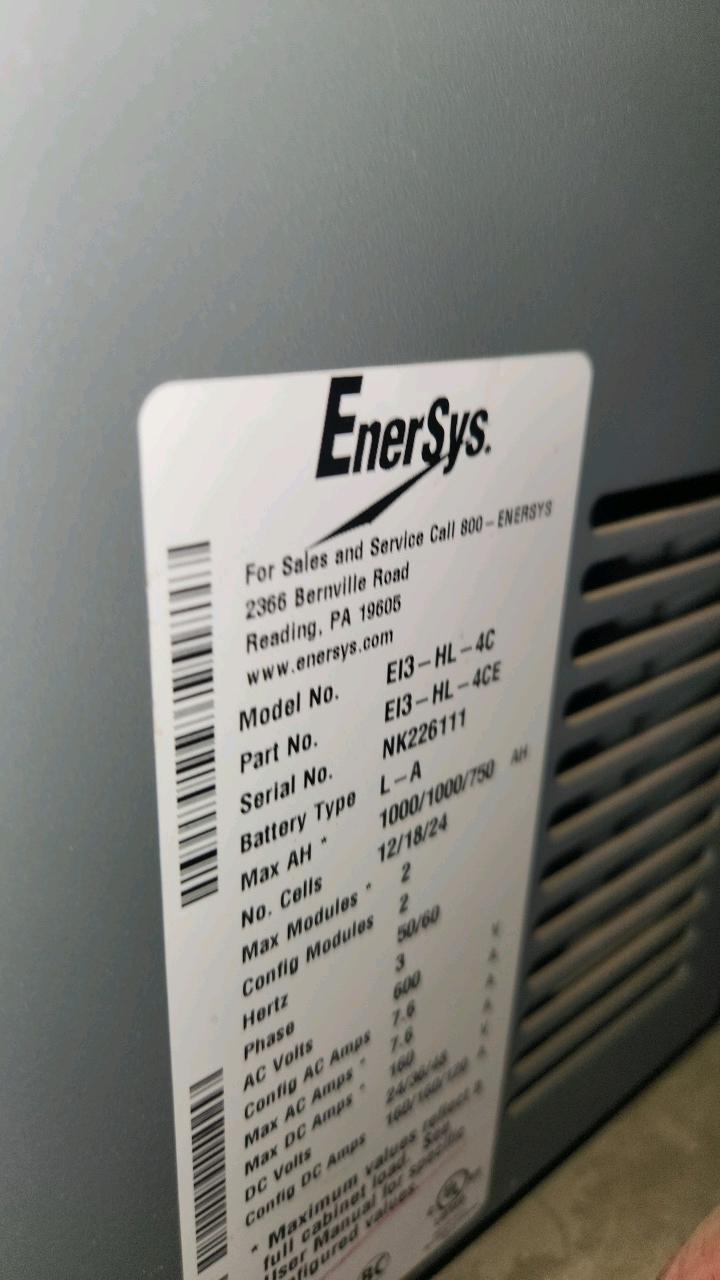 EnerSys.
For Sales and Service Call 800-ENERSYS
2366 Bernville Road
Reading, PA 19605
www.enersys.com
Model No. EI3-HL-4C
Part No. EI3-HL-4CE
Serial No. NK226111
Battery Type L-A
Max AH * 1000/1000/750 AH
No. Cells 12/18/24
Max Modules * 2
Config Modules 2
Hertz 50/60
Phase 3
AC Volts 600 V
Config AC Amps 7.6 A
Max AC Amps * 7.6 A
Max DC Amps * 160 A
DC Volts 24/36/48 V
Config DC Amps 160/160/120 A
* Maximum values reflect a
full cabinet load. See
User Manual for specific
configured values.
UL
BC